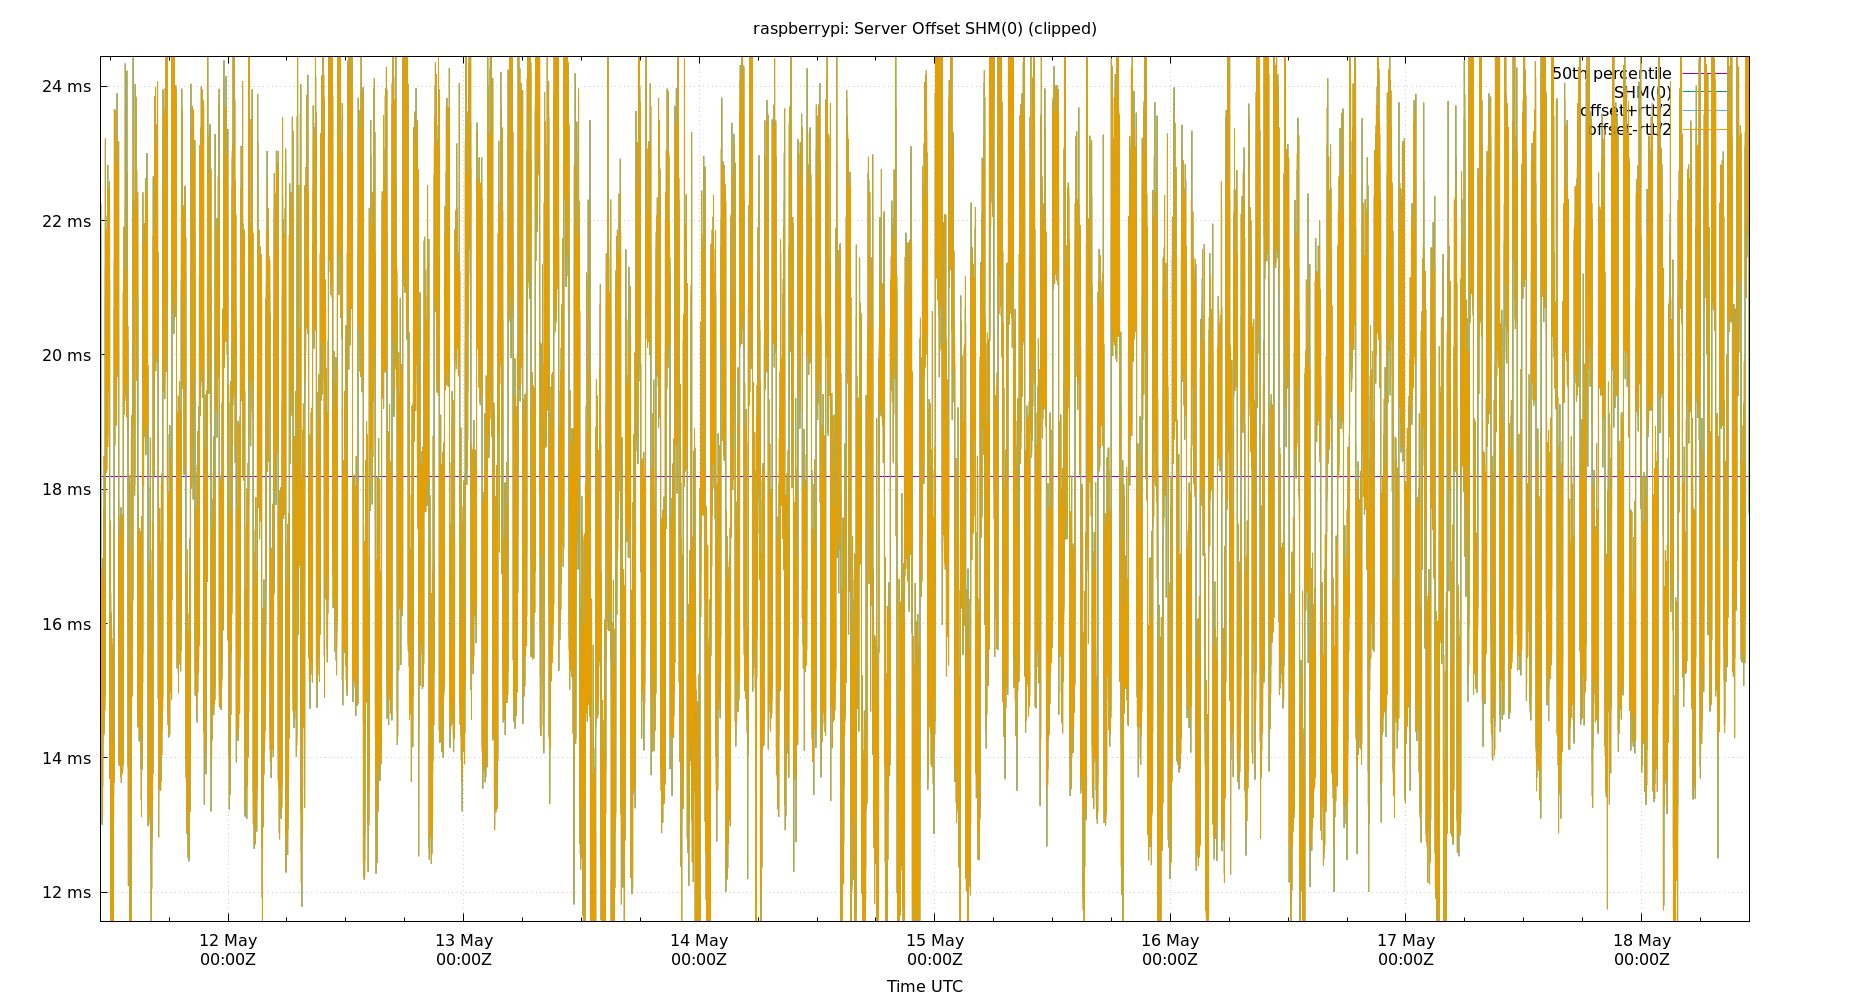 raspberrypi: Server Offset SHM(0) (clipped)
50th percentile
SHM(0)
offset+rtt/2
offset-rtt/2
24 ms
22 ms
20 ms
18 ms
16 ms
14 ms
12 ms
12 May
00:00Z
13 May
00:00Z
14 May
00:00Z
15 May
00:00Z
16 May
00:00Z
17 May
00:00Z
18 May
00:00Z
Time UTC